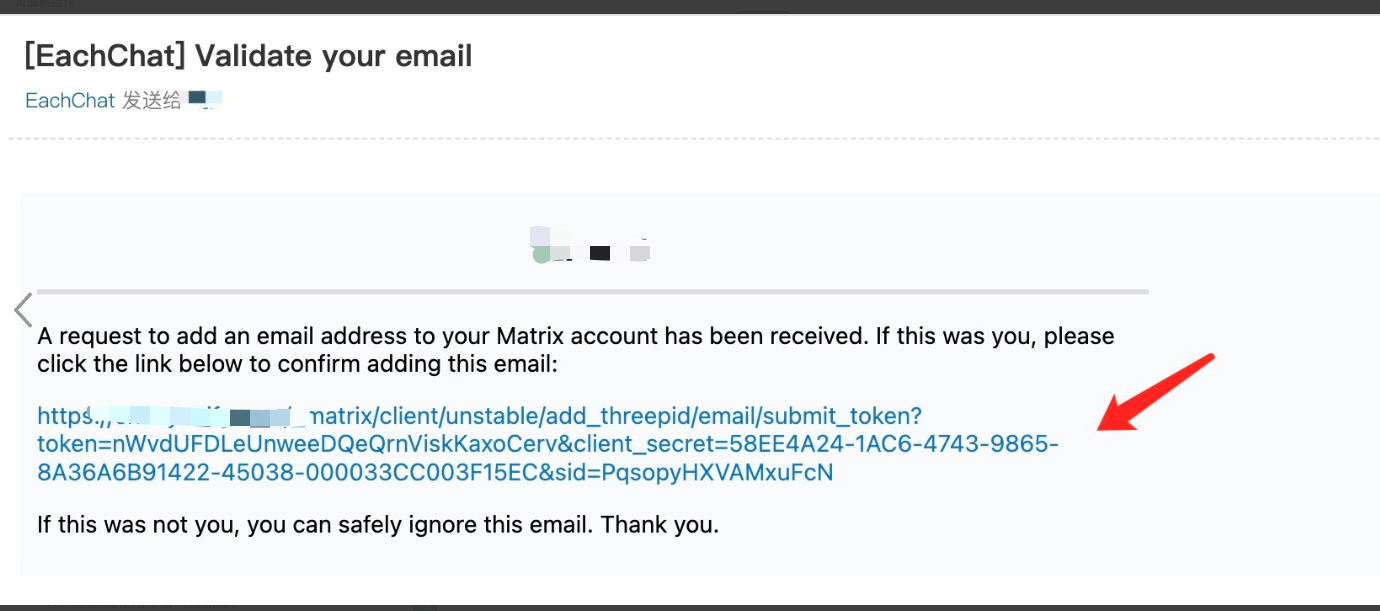 [EachChat] Validate your email
EachChat 发送给
A request to add an email address to your Matrix account has been received. If this was you, please
click the link below to confirm adding this email:
https://matrix/client/unstable/add_threepid/email/submit_token?
token=nWvdUFDLeUnweeDQeQrnViskKaxoCerv&client_secret=58EE4A24-1AC6-4743-9865-
8A36A6B91422-45038-000033CC003F15EC&sid=PqsopyHXVAMxuFcN
If this was not you, you can safely ignore this email. Thank you.